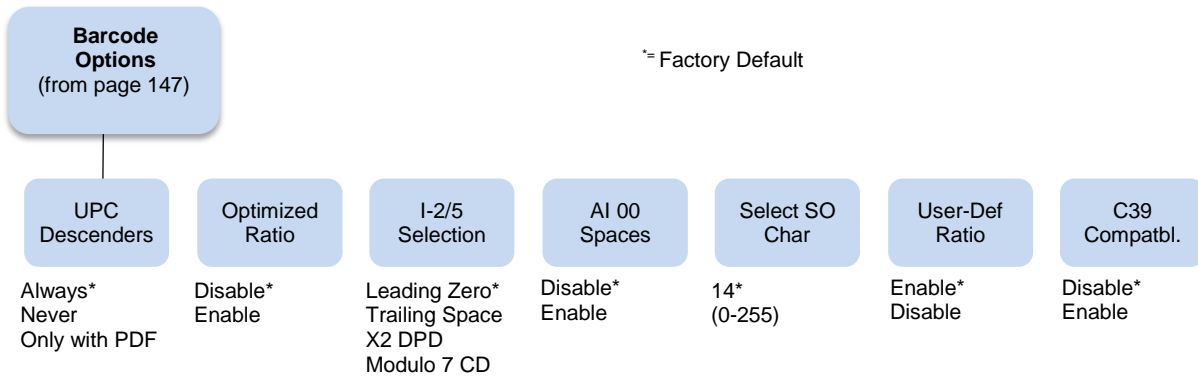 Barcode
Options
(from page 147)
*= Factory Default
UPC
Descenders
Optimized
Ratio
I-2/5
Selection
AI 00
Spaces
Select SO
Char
User-Def
Ratio
C39
Compatbl.
Always*
Never
Only with PDF
Disable*
Enable
Leading Zero*
Trailing Space
X2 DPD
Modulo 7 CD
Disable*
Enable
14*
(0-255)
Enable*
Disable
Disable*
Enable